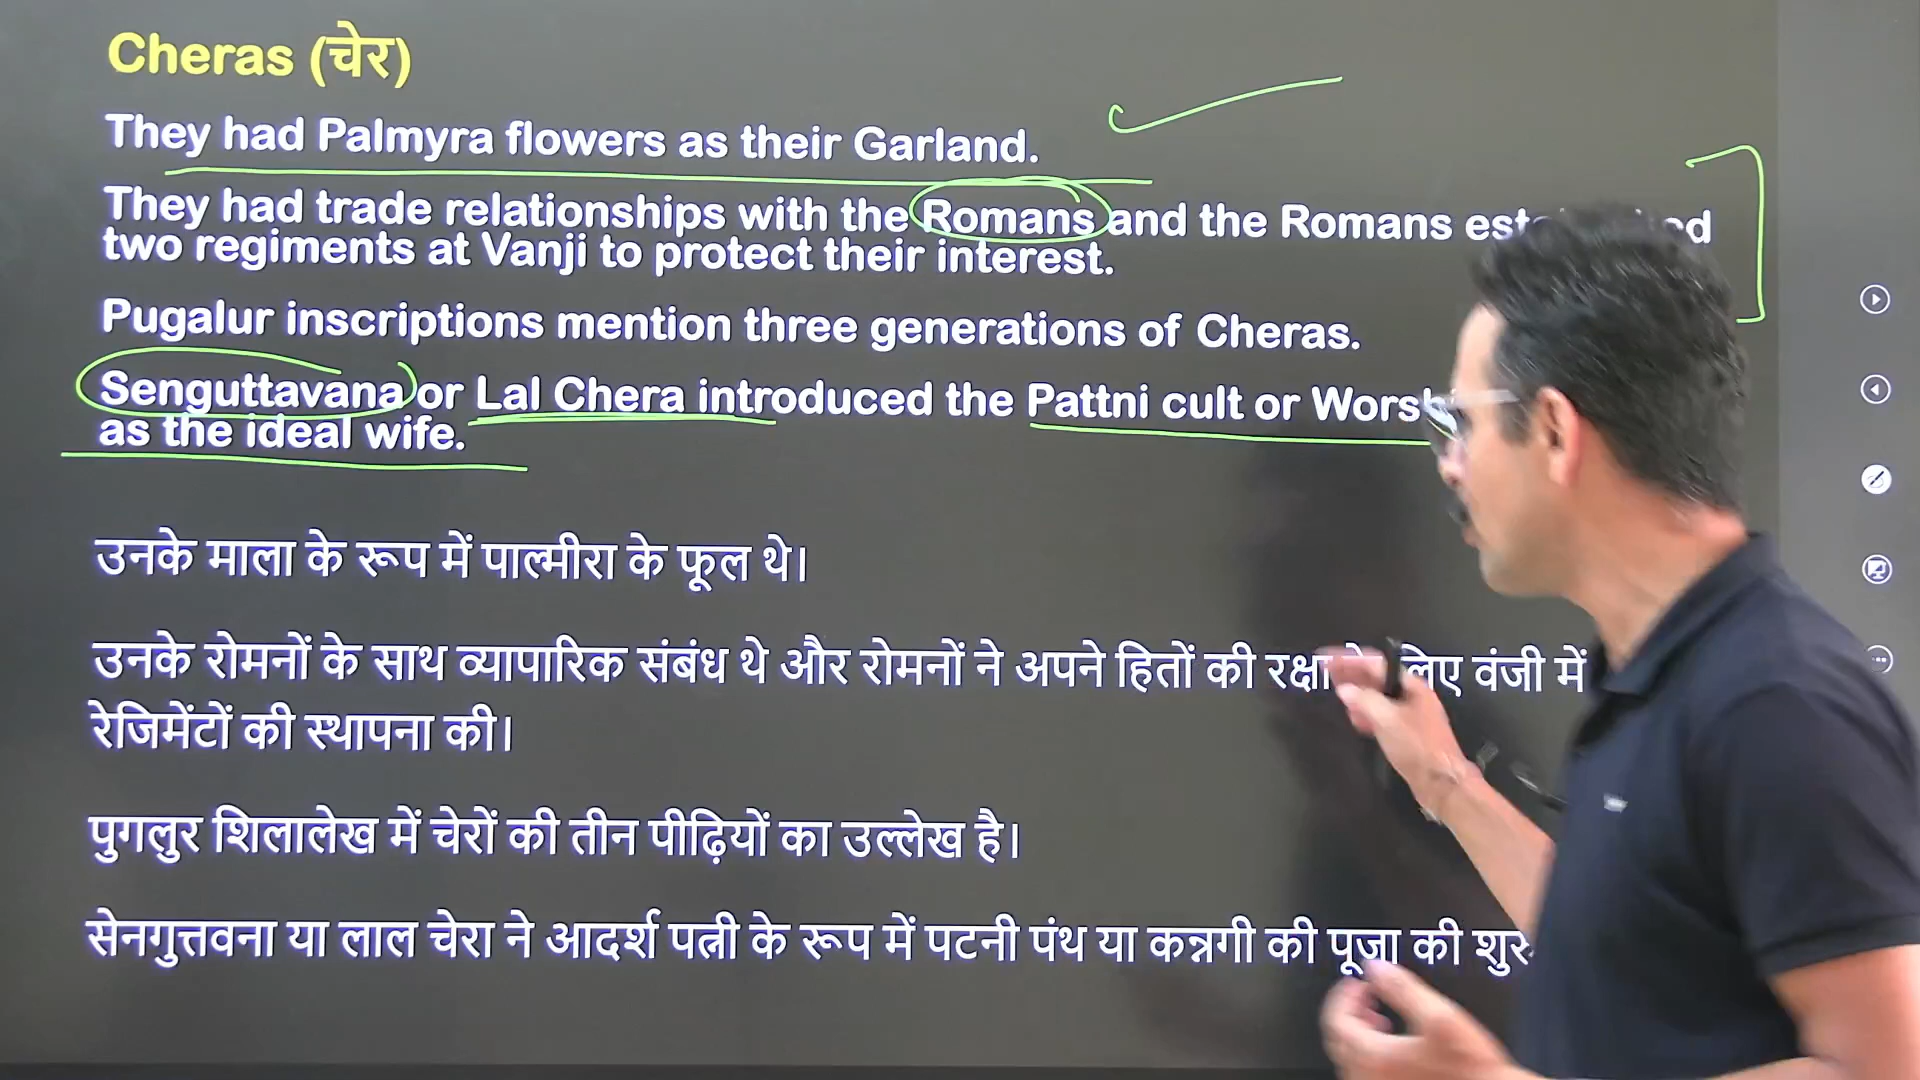 Cheras (चेर)
They had Palmyra flowers as their Garland.
They had trade relationships with the Romans and the Romans
two regiments at Vanji to protect their interest.
Pugalur inscriptions mention three generations of Cheras.
Senguttavana or Lal Chera introduced the Pattni cult or
as the ideal wife.
उनके माला के रूप में पाल्मीरा के फूल थे।
उनके रोमनों के साथ व्यापारिक संबंध थे और रोमनों ने अपने हितों की रक्षा लिए वंजी में
रेजिमेंटों की स्थापना की।
पुगलुर शिलालेख में चेरों की तीन पीढ़ियों का उल्लेख है।
सेनगुत्तवना या लाल चेरा ने आदर्श पत्नी के रूप में पटनी पंथ या कन्नगी की पूजा की